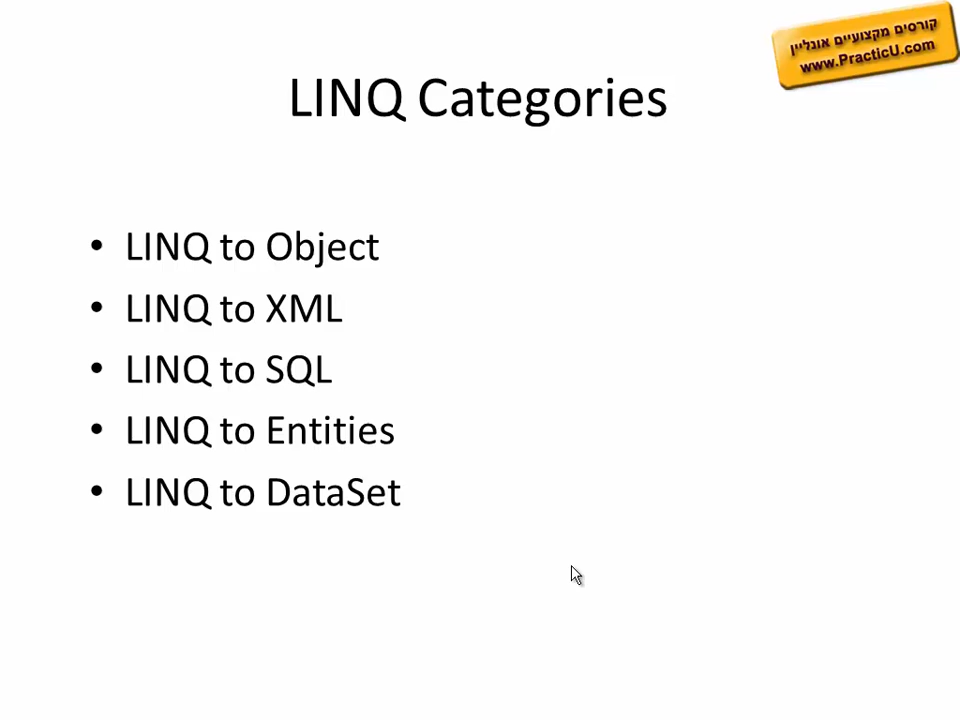 קורסים מקצועיים אונליין
www.PracticU.com
LINQ Categories
• LINQ to Object
• LINQ to XML
• LINQ to SQL
• LINQ to Entities
• LINQ to DataSet